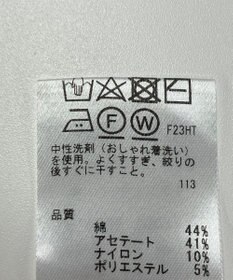 F W F23HT
中性洗剤（おしゃれ着洗い）
を使用。よくすすぎ、絞りの
後すぐに干すこと。
113
品質
綿 44%
アセテート 41%
ナイロン 10%
ポリエステル 5%